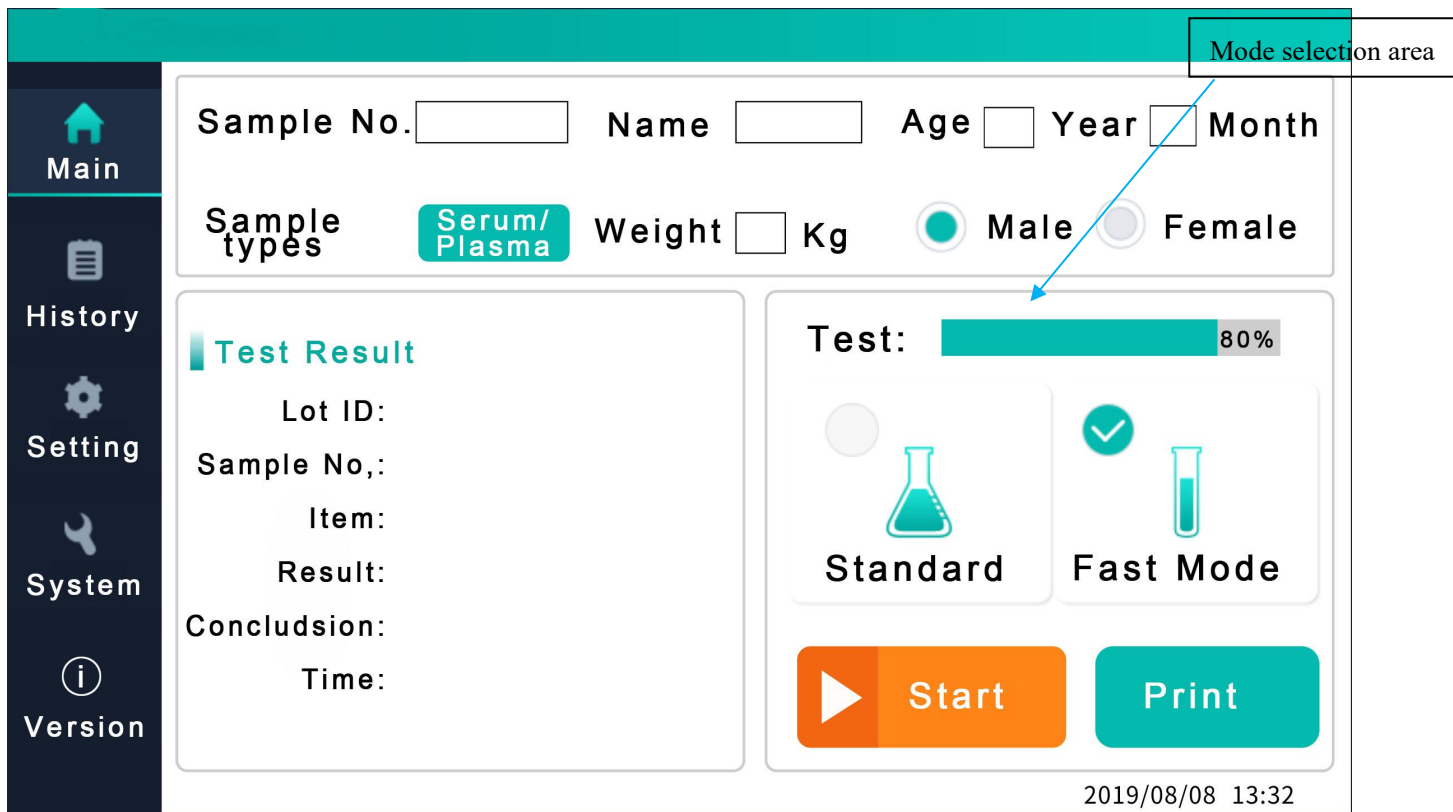 Mode selection area
Main
History
Setting
System
Version
Sample No. Name Age Year Month
Sample types Serum/ Plasma Weight Kg Male Female
Test Result
Lot ID:
Sample No,:
Item:
Result:
Concludsion:
Time:
Test: 80%
Standard Fast Mode
Start Print
2019/08/08 13:32